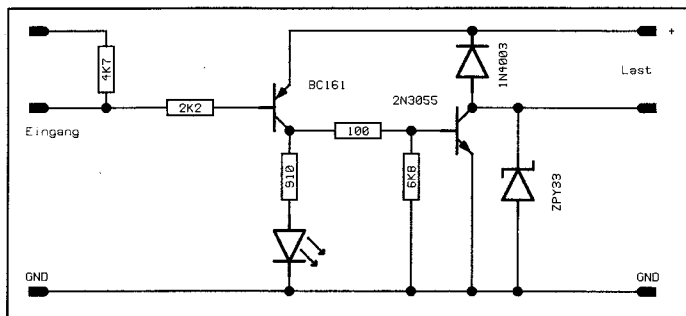 +
4K7
1N4003
BC161
Last
2N3055
2K2
Eingang
100
910
6K8
ZPY33
GND
GND